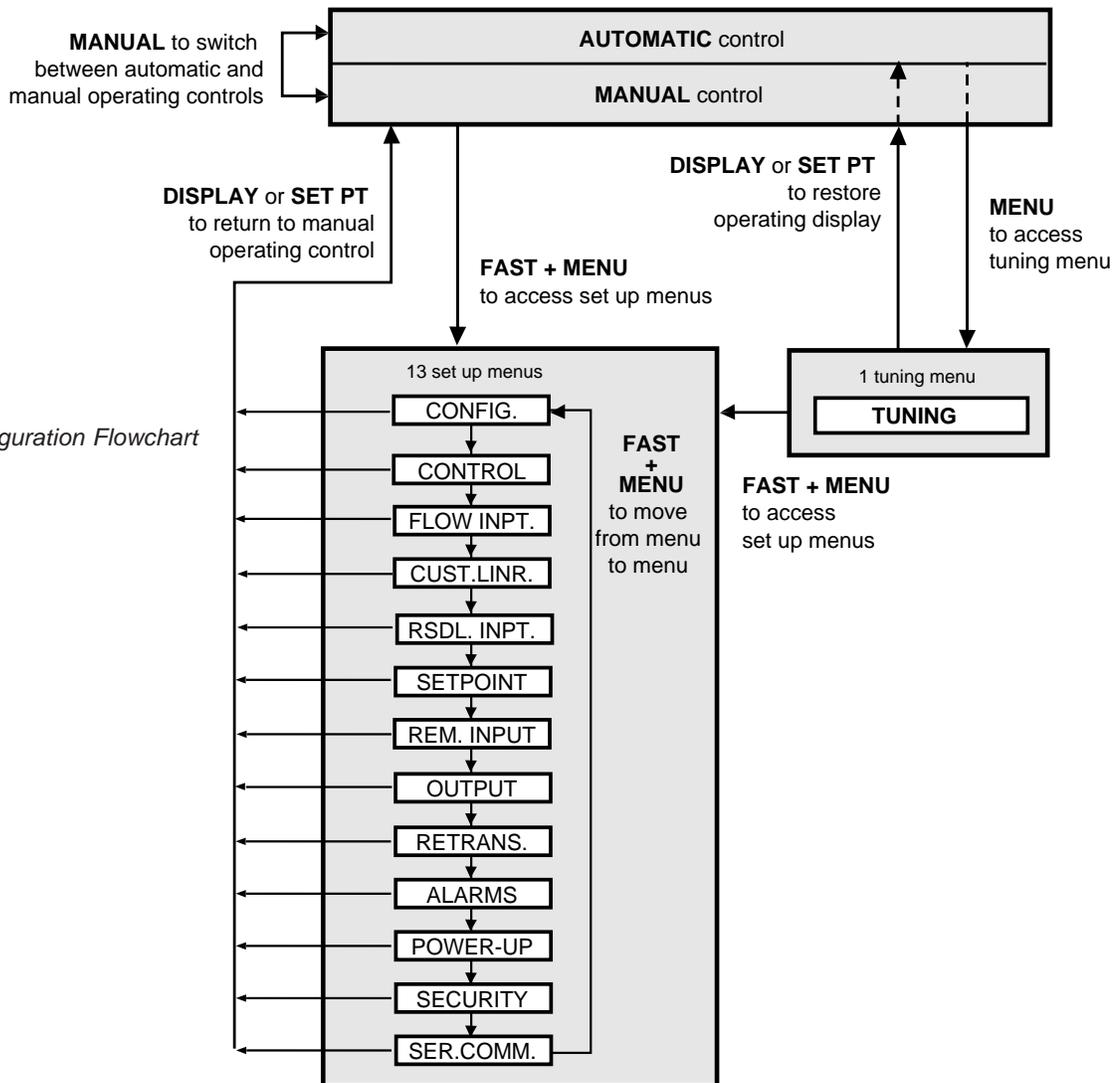 MANUAL to switch
between automatic and
manual operating controls
AUTOMATIC control
MANUAL control
DISPLAY or SET PT
to return to manual
operating control
FAST + MENU
to access set up menus
DISPLAY or SET PT
to restore
operating display
MENU
to access
tuning menu
13 set up menus
CONFIG.
CONTROL
FLOW INPT.
CUST.LINR.
RSDL. INPT.
SETPOINT
REM. INPUT
OUTPUT
RETRANS.
ALARMS
POWER-UP
SECURITY
SER.COMM.
FAST
+
MENU
to move
from menu
to menu
1 tuning menu
TUNING
FAST + MENU
to access
set up menus
guration Flowchart